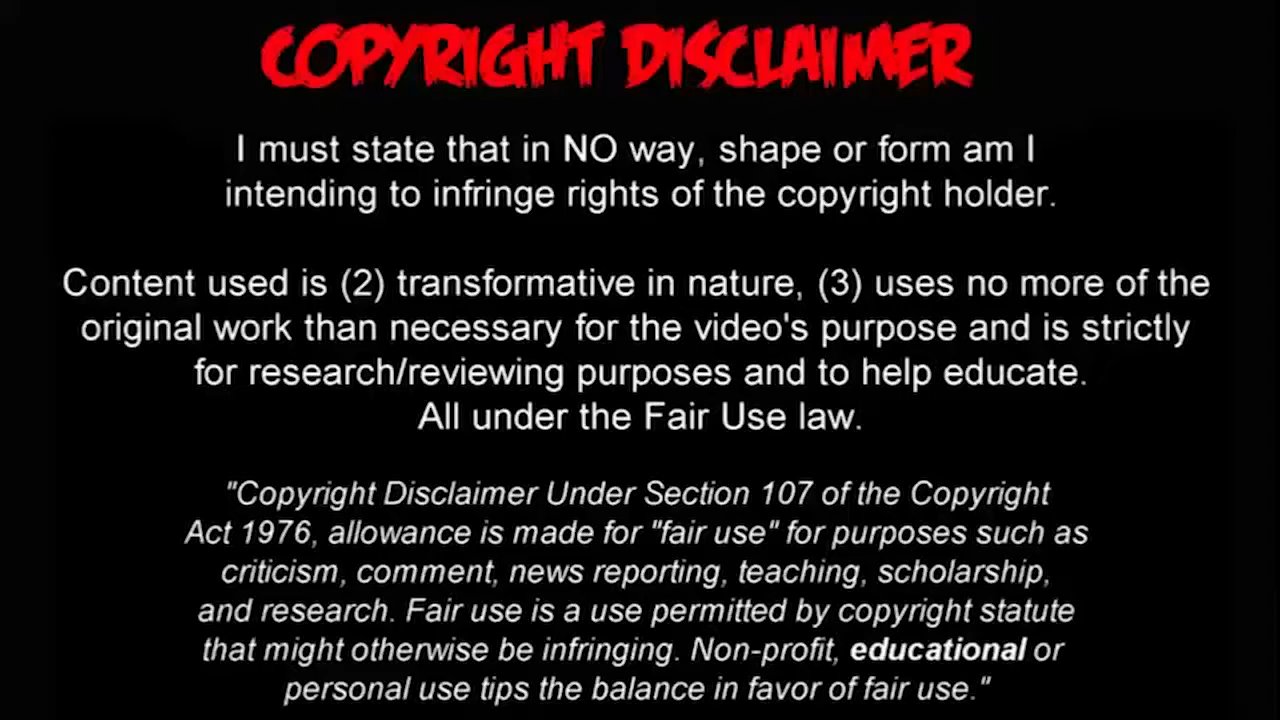 COPYRIGHT DISCLAIMER
I must state that in NO way, shape or form am I
intending to infringe rights of the copyright holder.
Content used is (2) transformative in nature, (3) uses no more of the
original work than necessary for the video's purpose and is strictly
for research/reviewing purposes and to help educate.
All under the Fair Use law.
"Copyright Disclaimer Under Section 107 of the Copyright
Act 1976, allowance is made for "fair use" for purposes such as
criticism, comment, news reporting, teaching, scholarship,
and research. Fair use is a use permitted by copyright statute
that might otherwise be infringing. Non-profit, educational or
personal use tips the balance in favor of fair use."